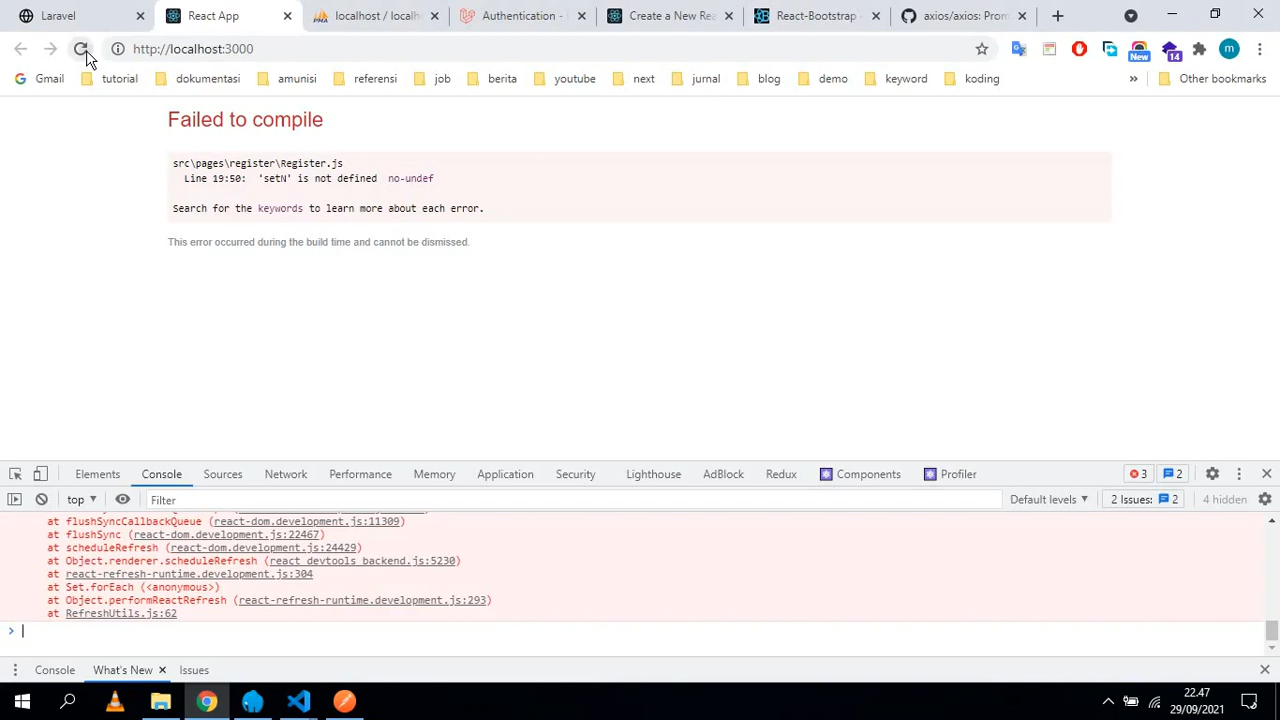 Laravel
React App
localhost / localh
Authentication -
Create a New Rea
React-Bootstrap
axios/axios: Prom
http://localhost:3000
New
14
m
Gmail
tutorial
dokumentasi
amunisi
referensi
job
berita
youtube
next
jurnal
blog
demo
keyword
koding
»
Other bookmarks
Failed to compile
src\pages\register\Register.js
Line 19:50: 'setN' is not defined no-undef
Search for the keywords to learn more about each error.
This error occurred during the build time and cannot be dismissed.
Elements
Console
Sources
Network
Performance
Memory
Application
Security
Lighthouse
AdBlock
Redux
Components
Profiler
3
2
top
Filter
Default levels
2 Issues: 2
4 hidden
at flushSyncCallbackQueue (react-dom.development.js:11309)
at flushSync (react-dom.development.js:22467)
at scheduleRefresh (react-dom.development.js:24429)
at Object.renderer.scheduleRefresh (react_devtools_backend.js:5230)
at react-refresh-runtime.development.js:304
at Set.forEach (<anonymous>)
at Object.performReactRefresh (react-refresh-runtime.development.js:293)
at RefreshUtils.js:62
>
Console
What's New
Issues
22.47
29/09/2021